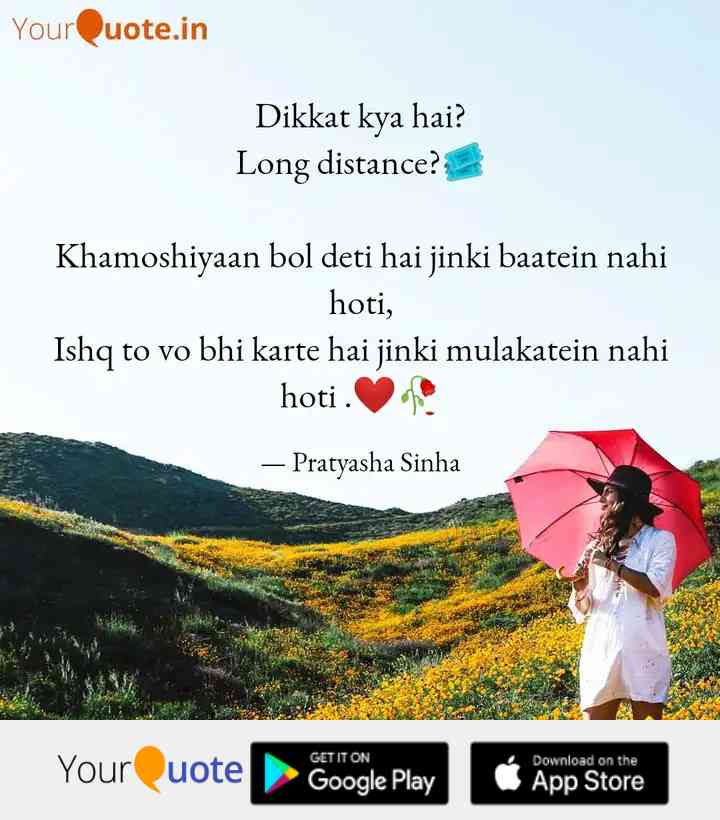 YourQuote.in
Dikkat kya hai?
Long distance?🎟️
Khamoshiyaan bol deti hai jinki baatein nahi
hoti,
Ishq to vo bhi karte hai jinki mulakatein nahi
hoti .❤️🥀
— Pratyasha Sinha
YourQuote
GET IT ON
Google Play
Download on the
App Store